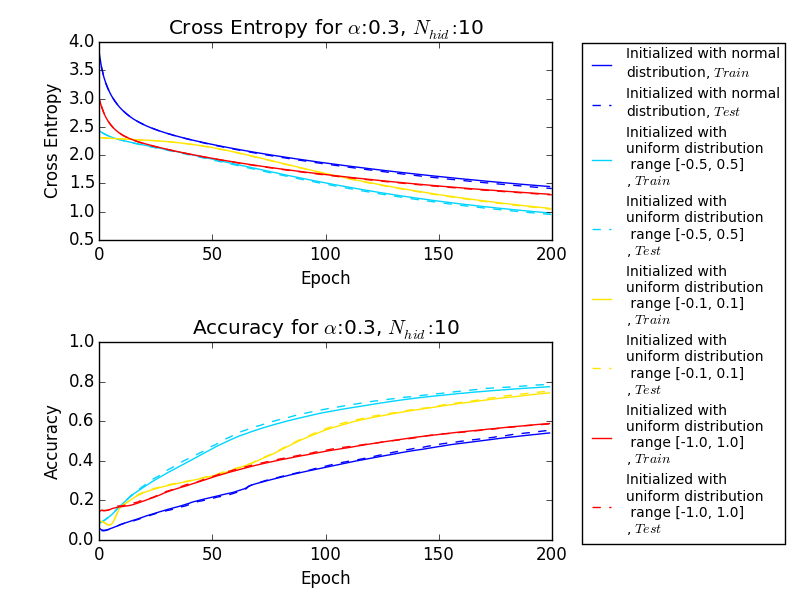 Cross Entropy for α:0.3, N_hid:10
4.0
3.5
3.0
2.5
2.0
1.5
1.0
0.5
Cross Entropy
0 50 100 150 200
Epoch
Accuracy for α:0.3, N_hid:10
1.0
0.8
0.6
0.4
0.2
0.0
Accuracy
0 50 100 150 200
Epoch
Initialized with normal
distribution, Train
Initialized with normal
distribution, Test
Initialized with
uniform distribution
range [-0.5, 0.5]
, Train
Initialized with
uniform distribution
range [-0.5, 0.5]
, Test
Initialized with
uniform distribution
range [-0.1, 0.1]
, Train
Initialized with
uniform distribution
range [-0.1, 0.1]
, Test
Initialized with
uniform distribution
range [-1.0, 1.0]
, Train
Initialized with
uniform distribution
range [-1.0, 1.0]
, Test